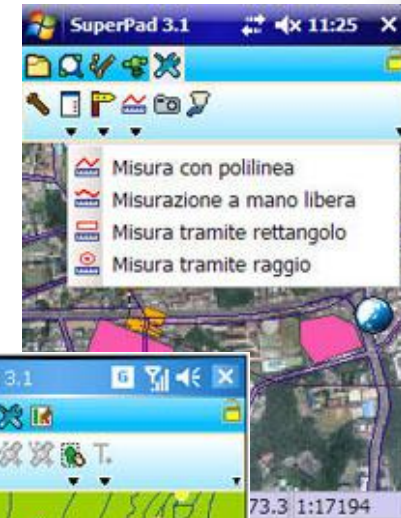 SuperPad 3.1
11:25
Misura con polilinea
Misurazione a mano libera
Misura tramite rettangolo
Misura tramite raggio
3.1
G
T.
73.3 1:17194